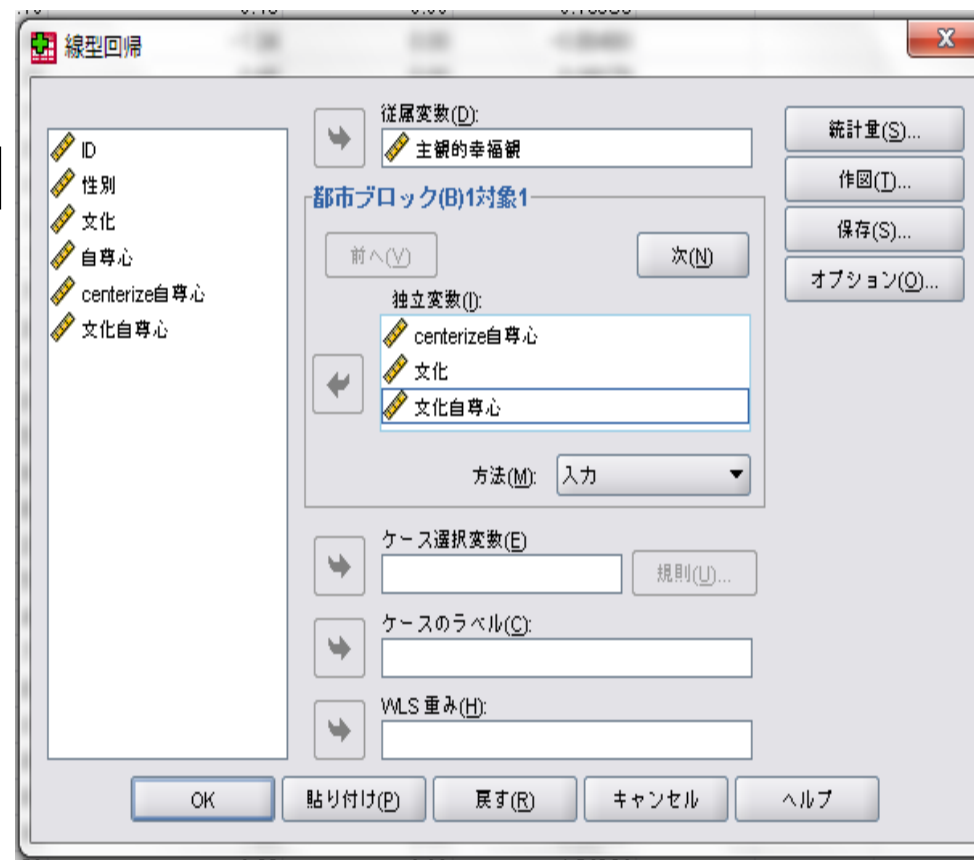 線型回帰
X
ID
性別
文化
自尊心
centerize自尊心
文化自尊心
従属変数(D):
主観的幸福観
都市ブロック(B)1対象1
前へ(V)
次(N)
独立変数(I):
centerize自尊心
文化
文化自尊心
方法(M):
入力
ケース選択変数(E)
規則(U)...
ケースのラベル(C):
WLS 重み(H):
統計量(S)...
作図(T)...
保存(S)...
オプション(O)...
OK
貼り付け(P)
戻す(R)
キャンセル
ヘルプ